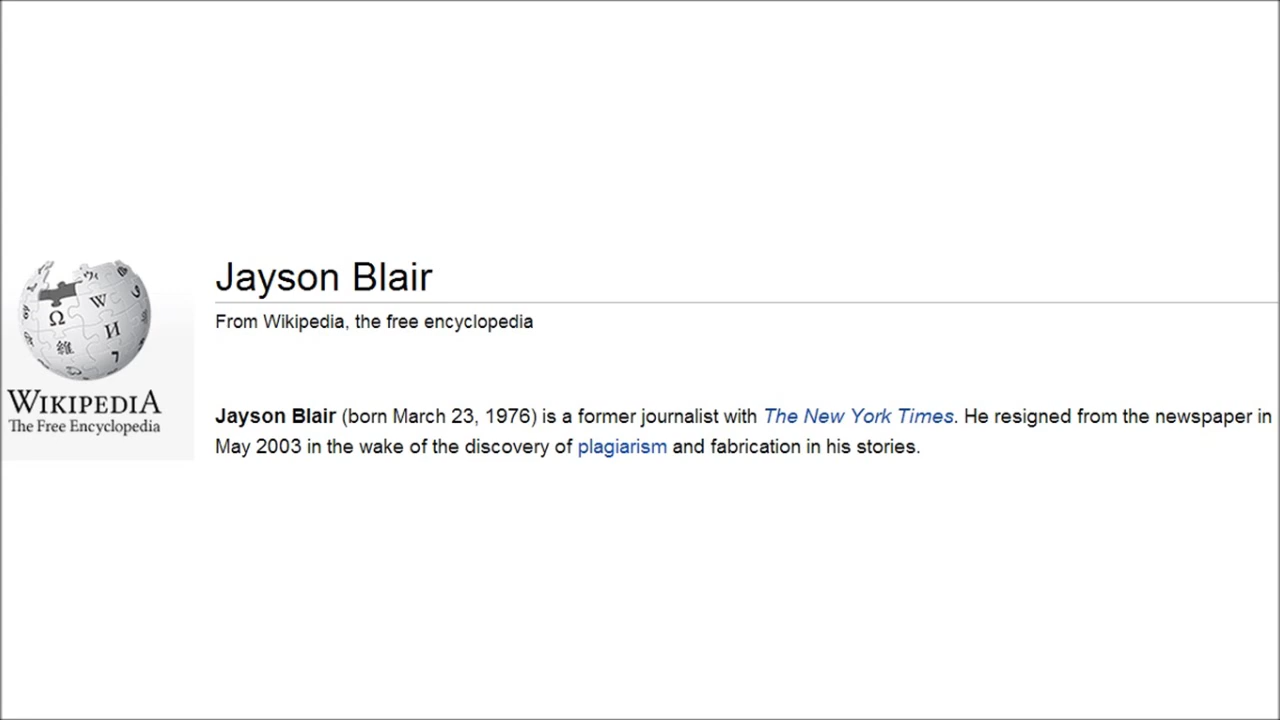 Jayson Blair
From Wikipedia, the free encyclopedia
WIKIPEDIA
The Free Encyclopedia
Jayson Blair (born March 23, 1976) is a former journalist with The New York Times. He resigned from the newspaper in
May 2003 in the wake of the discovery of plagiarism and fabrication in his stories.